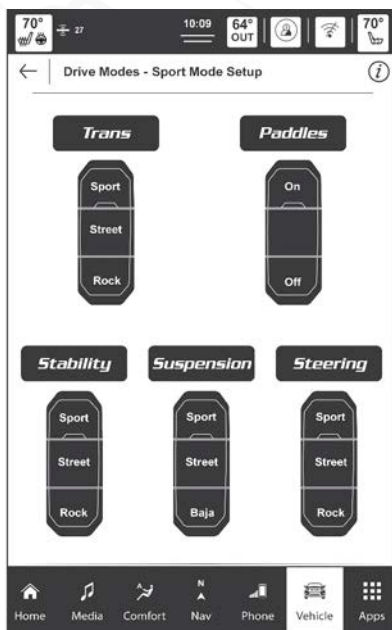 70° 27 10:09 64° OUT 70°
Drive Modes - Sport Mode Setup i
Trans Paddles
Sport On
Street
Rock Off
Stability Suspension Steering
Sport Sport Sport
Street Street Street
Rock Baja Rock
N
Home Media Comfort Nav Phone Vehicle Apps